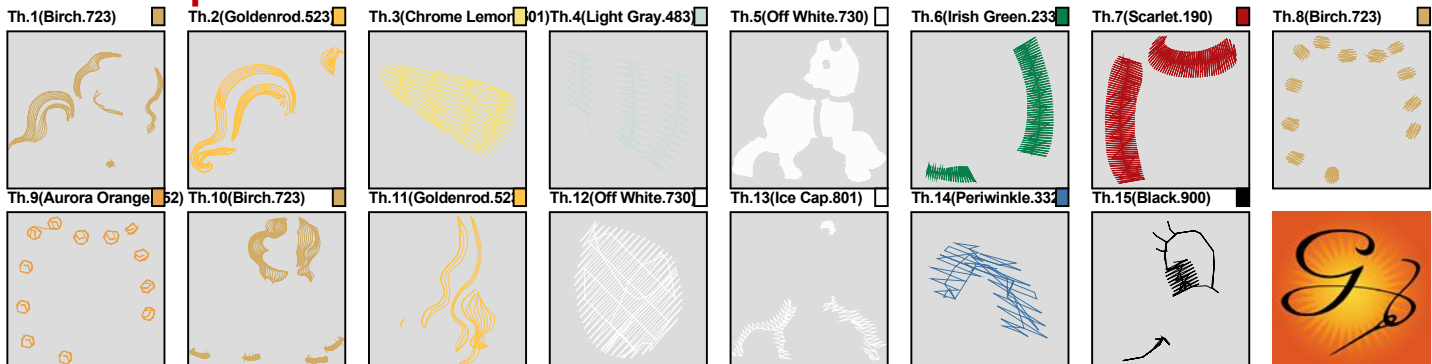 Th.1(Birch.723) Th.2(Goldenrod.523) Th.3(Chrome Lemon.601) Th.4(Light Gray.483) Th.5(Off White.730) Th.6(Irish Green.233 Th.7(Scarlet.190) Th.8(Birch.723)
Th.9(Aurora Orange. 52) Th.10(Birch.723) Th.11(Goldenrod.523 Th.12(Off White.730) Th.13(Ice Cap.801) Th.14(Periwinkle.332 Th.15(Black.900)
G